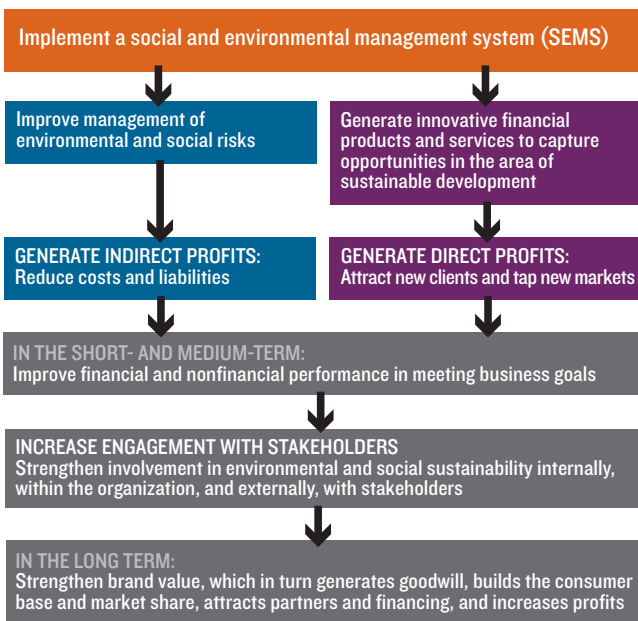 Implement a social and environmental management system (SEMS)
Improve management of
environmental and social risks
Generate innovative financial
products and services to capture
opportunities in the area of
sustainable development
GENERATE INDIRECT PROFITS:
Reduce costs and liabilities
GENERATE DIRECT PROFITS:
Attract new clients and tap new markets
IN THE SHORT- AND MEDIUM-TERM:
Improve financial and nonfinancial performance in meeting business goals
INCREASE ENGAGEMENT WITH STAKEHOLDERS
Strengthen involvement in environmental and social sustainability internally,
within the organization, and externally, with stakeholders
IN THE LONG TERM:
Strengthen brand value, which in turn generates goodwill, builds the consumer
base and market share, attracts partners and financing, and increases profits